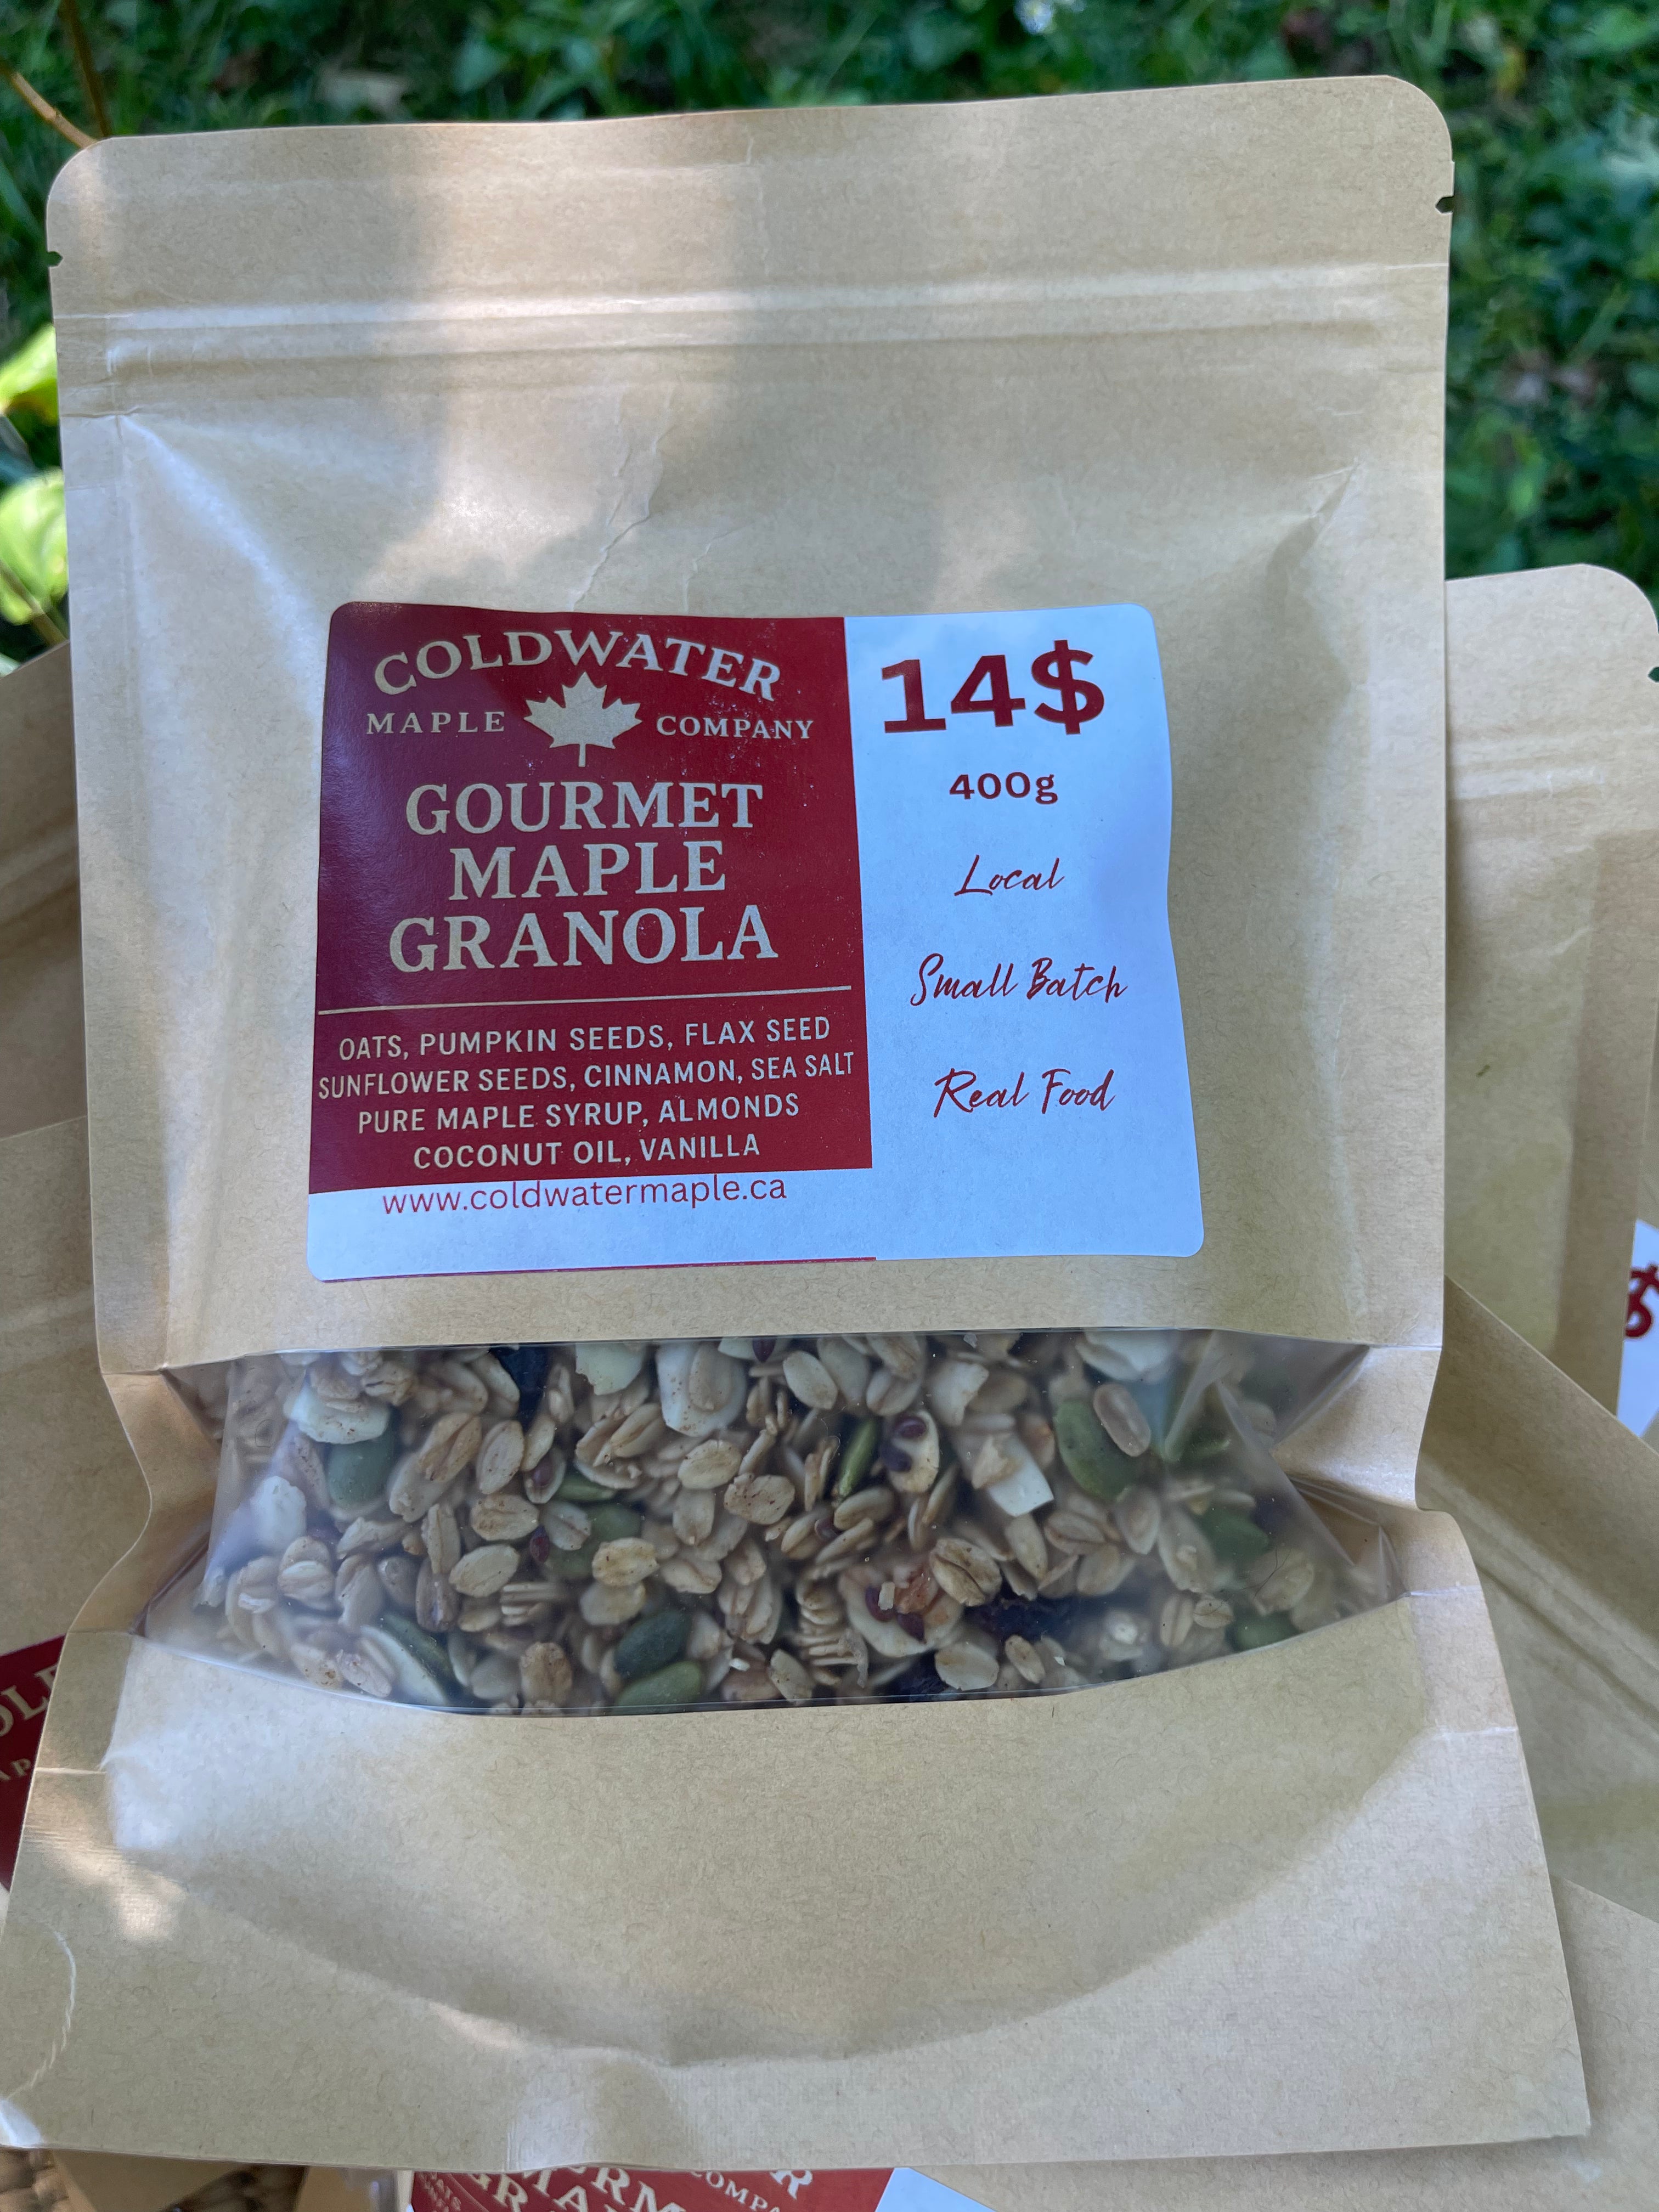 COLDWATER
MAPLE COMPANY
GOURMET
MAPLE
GRANOLA
OATS, PUMPKIN SEEDS, FLAX SEED
SUNFLOWER SEEDS, CINNAMON, SEA SALT
PURE MAPLE SYRUP, ALMONDS
COCONUT OIL, VANILLA
www.coldwatermaple.ca
14$
400g
Local
Small Batch
Real Food
$